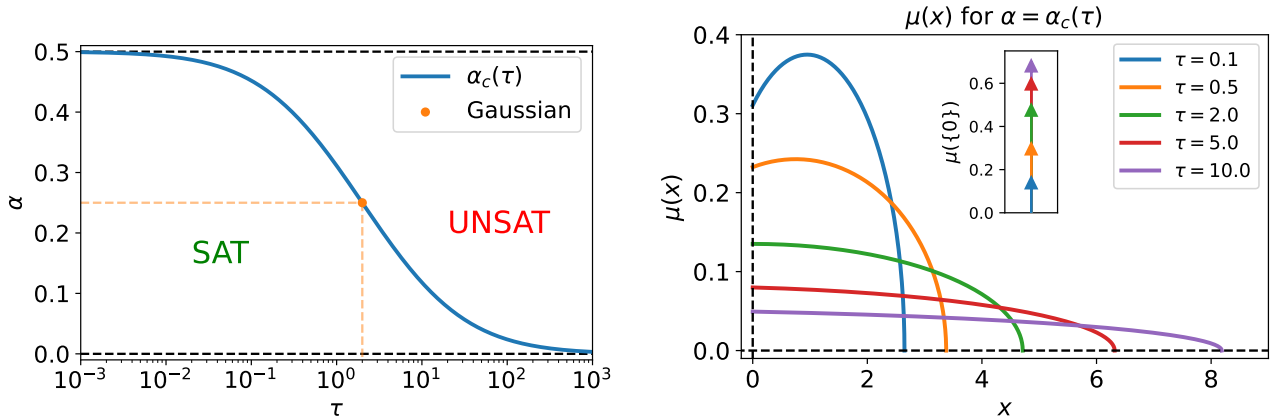 0.5
0.4
0.3
0.2
0.1
0.0
α
α_c(τ)
Gaussian
SAT
UNSAT
10^−3
10^−2
10^−1
10^0
10^1
10^2
10^3
τ
μ(x) for α = α_c(τ)
0.4
0.3
0.2
0.1
0.0
μ(x)
0.6
0.4
0.2
0.0
μ({0})
τ = 0.1
τ = 0.5
τ = 2.0
τ = 5.0
τ = 10.0
0
2
4
6
8
x